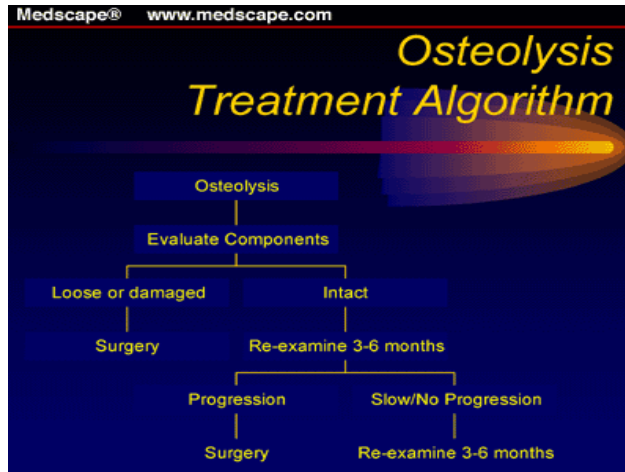 Medscape® www.medscape.com
Osteolysis
Treatment Algorithm
Osteolysis
Evaluate Components
Loose or damaged Intact
Surgery Re-examine 3-6 months
Progression Slow/No Progression
Surgery Re-examine 3-6 months